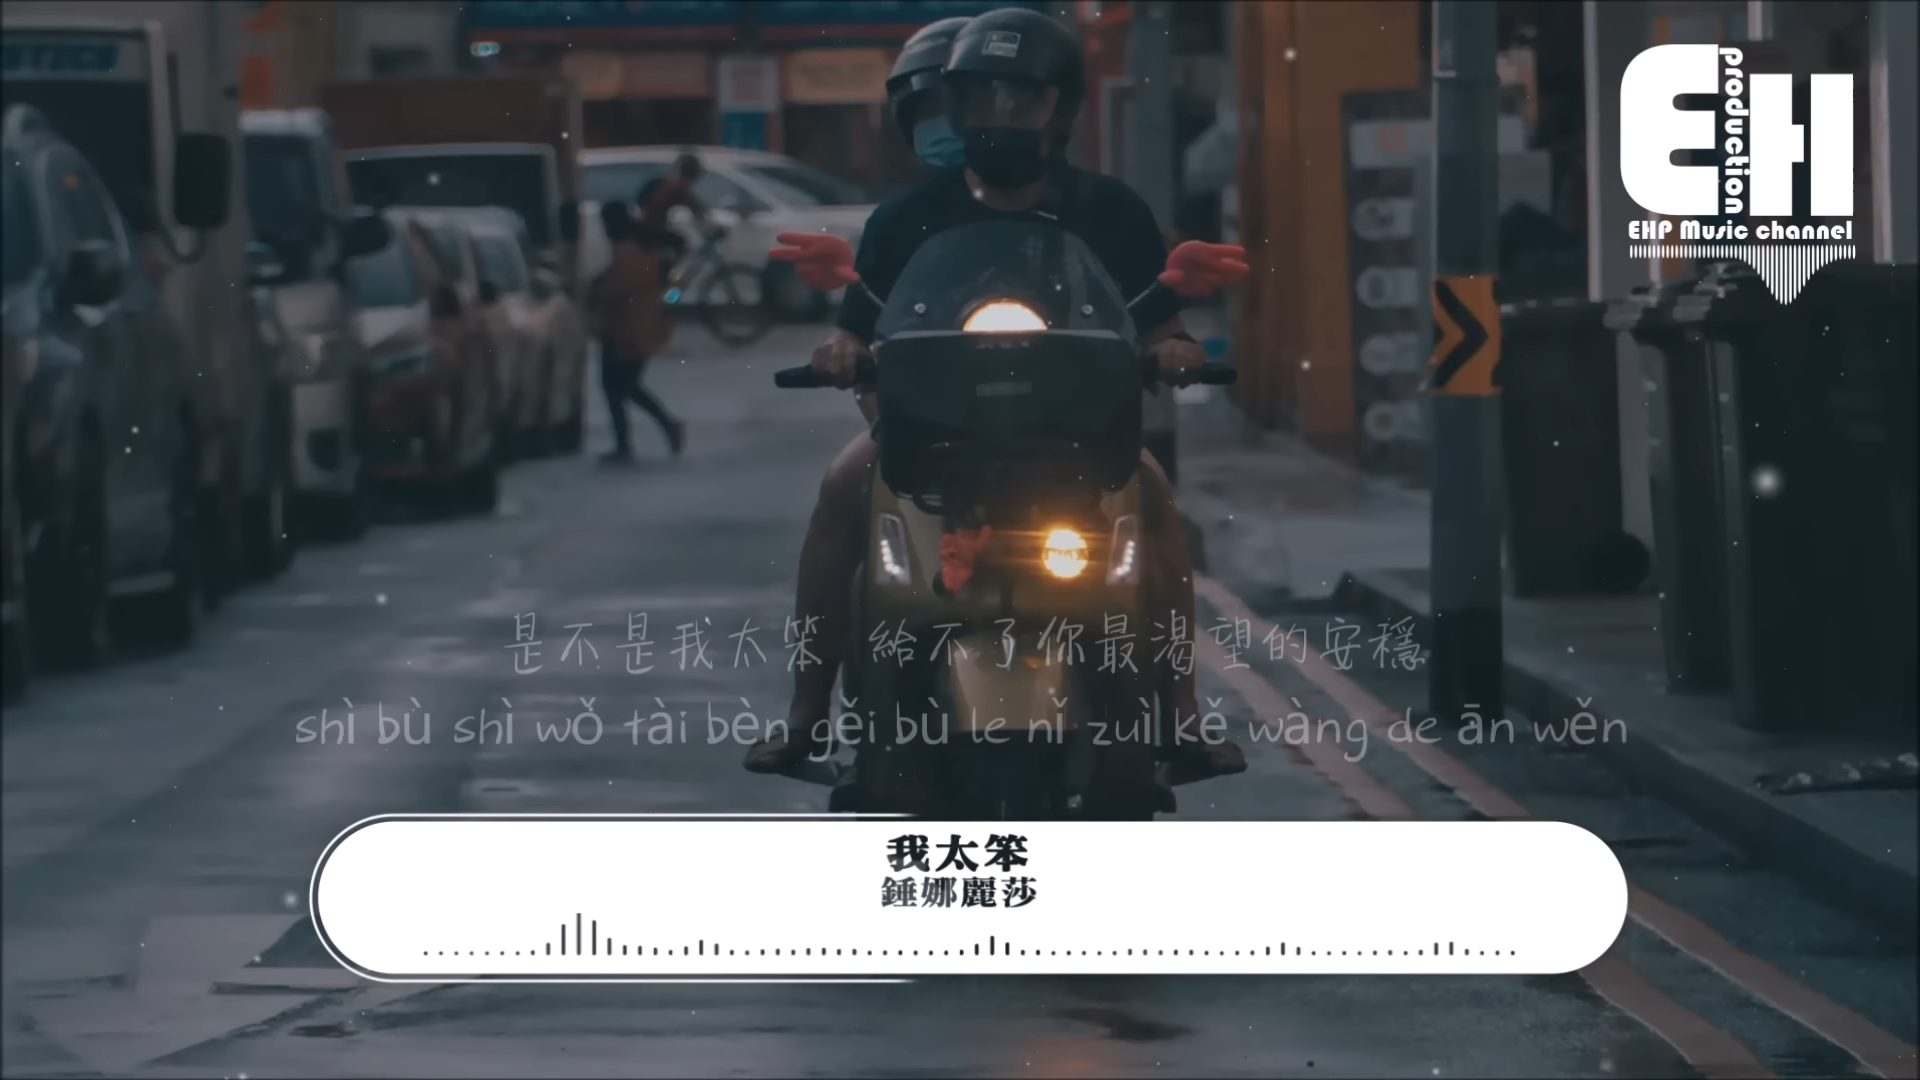 EH
production
EHP Music channel
是不是我太笨 給不了你最渴望的安穩
shì bù shì wǒ tài bèn gěi bù le nǐ zuì kě wàng de ān wěn
我太笨
錘娜麗莎